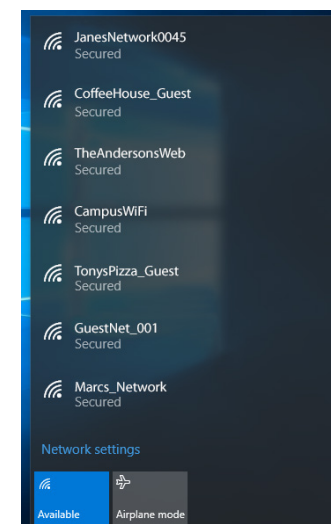 JanesNetwork0045
Secured
CoffeeHouse_Guest
Secured
TheAndersonsWeb
Secured
CampusWiFi
Secured
TonysPizza_Guest
Secured
GuestNet_001
Secured
Marcs_Network
Secured
Network settings
Available
Airplane mode